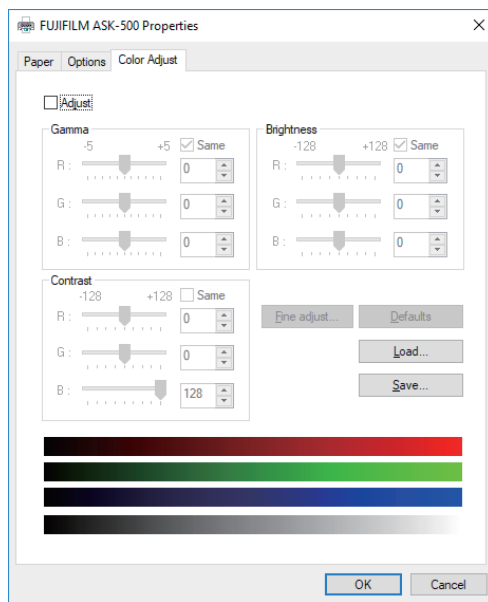 FUJIFILM ASK-500 Properties
Paper Options Color Adjust
Adjust
Gamma
-5 +5 Same
R : 0
G : 0
B : 0
Brightness
-128 +128 Same
R : 0
G : 0
B : 0
Contrast
-128 +128 Same
R : 0
G : 0
B : 128
Fine adjust... Defaults
Load...
Save...
OK Cancel